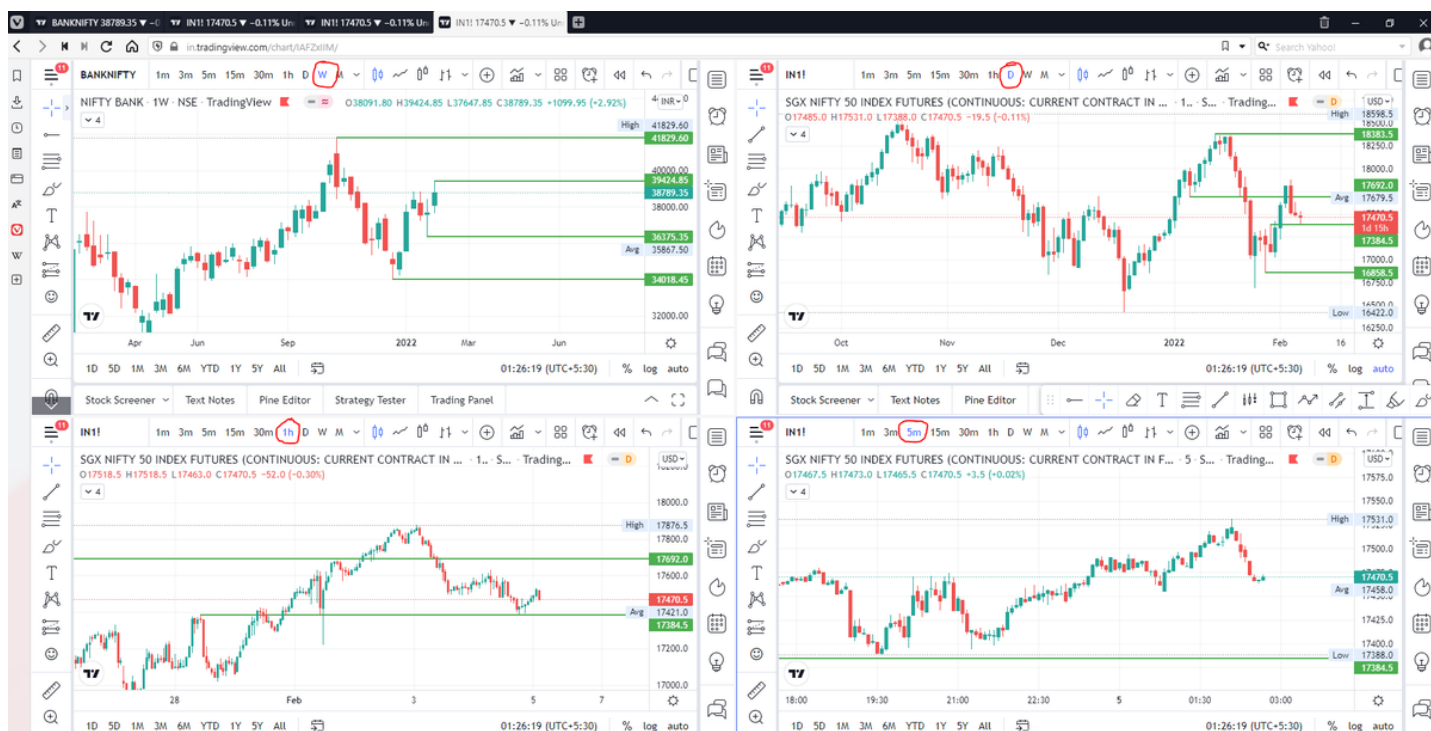 BANKNIFTY 38789.35 ▼ −0
IN1! 17470.5 ▼ −0.11% Un
IN1! 17470.5 ▼ −0.11% Un
IN1! 17470.5 ▼ −0.11% Un
in.tradingview.com/chart/IAFZxIIM/
Search Yahoo!
11
BANKNIFTY 1m 3m 5m 15m 30m 1h D W M
NIFTY BANK · 1W · NSE · TradingView
O38091.80 H39424.85 L37647.85 C38789.35 +1099.95 (+2.92%)
INR
4
High 41829.60
41829.60
40000.00
39424.85
38789.35
38000.00
36375.35
Avg 35867.50
34018.45
32000.00
Apr Jun Sep 2022 Mar Jun
1D 5D 1M 3M 6M YTD 1Y 5Y All
01:26:19 (UTC+5:30) % log auto
Stock Screener Text Notes Pine Editor Strategy Tester Trading Panel
11
IN1! 1m 3m 5m 15m 30m 1h D W M
SGX NIFTY 50 INDEX FUTURES (CONTINUOUS: CURRENT CONTRACT IN ... · 1.. · S... · Trading...
D
USD
O17485.0 H17531.0 L17388.0 C17470.5 −19.5 (−0.11%)
4
High 18598.5
18500.0
18383.5
18250.0
18000.0
17692.0
Avg 17679.5
17470.5
1d 15h
17384.5
17000.0
16858.5
16750.0
16500.0
Low 16422.0
16250.0
Oct Nov Dec 2022 Feb 16
1D 5D 1M 3M 6M YTD 1Y 5Y All
01:26:19 (UTC+5:30) % log auto
Stock Screener Text Notes Pine Editor
11
IN1! 1m 3m 5m 15m 30m 1h D W M
SGX NIFTY 50 INDEX FUTURES (CONTINUOUS: CURRENT CONTRACT IN ... · 1.. · S... · Trading...
D
USD
O17518.5 H17518.5 L17463.0 C17470.5 −52.0 (−0.30%)
4
18000.0
High 17876.5
17800.0
17692.0
17600.0
17470.5
Avg 17421.0
17384.5
17200.0
17000.0
28 Feb 3 5 7
1D 5D 1M 3M 6M YTD 1Y 5Y All
01:26:19 (UTC+5:30) % log auto
11
IN1! 1m 3m 5m 15m 30m 1h D W M
SGX NIFTY 50 INDEX FUTURES (CONTINUOUS: CURRENT CONTRACT IN F... · 5 · S... · Trading...
D
USD
O17467.5 H17473.0 L17465.5 C17470.5 +3.5 (+0.02%)
4
17575.0
17550.0
High 17531.0
17500.0
17470.5
Avg 17458.0
17425.0
17400.0
Low 17388.0
17384.5
18:00 19:30 21:00 22:30 5 01:30 03:00
1D 5D 1M 3M 6M YTD 1Y 5Y All
01:26:19 (UTC+5:30) % log auto